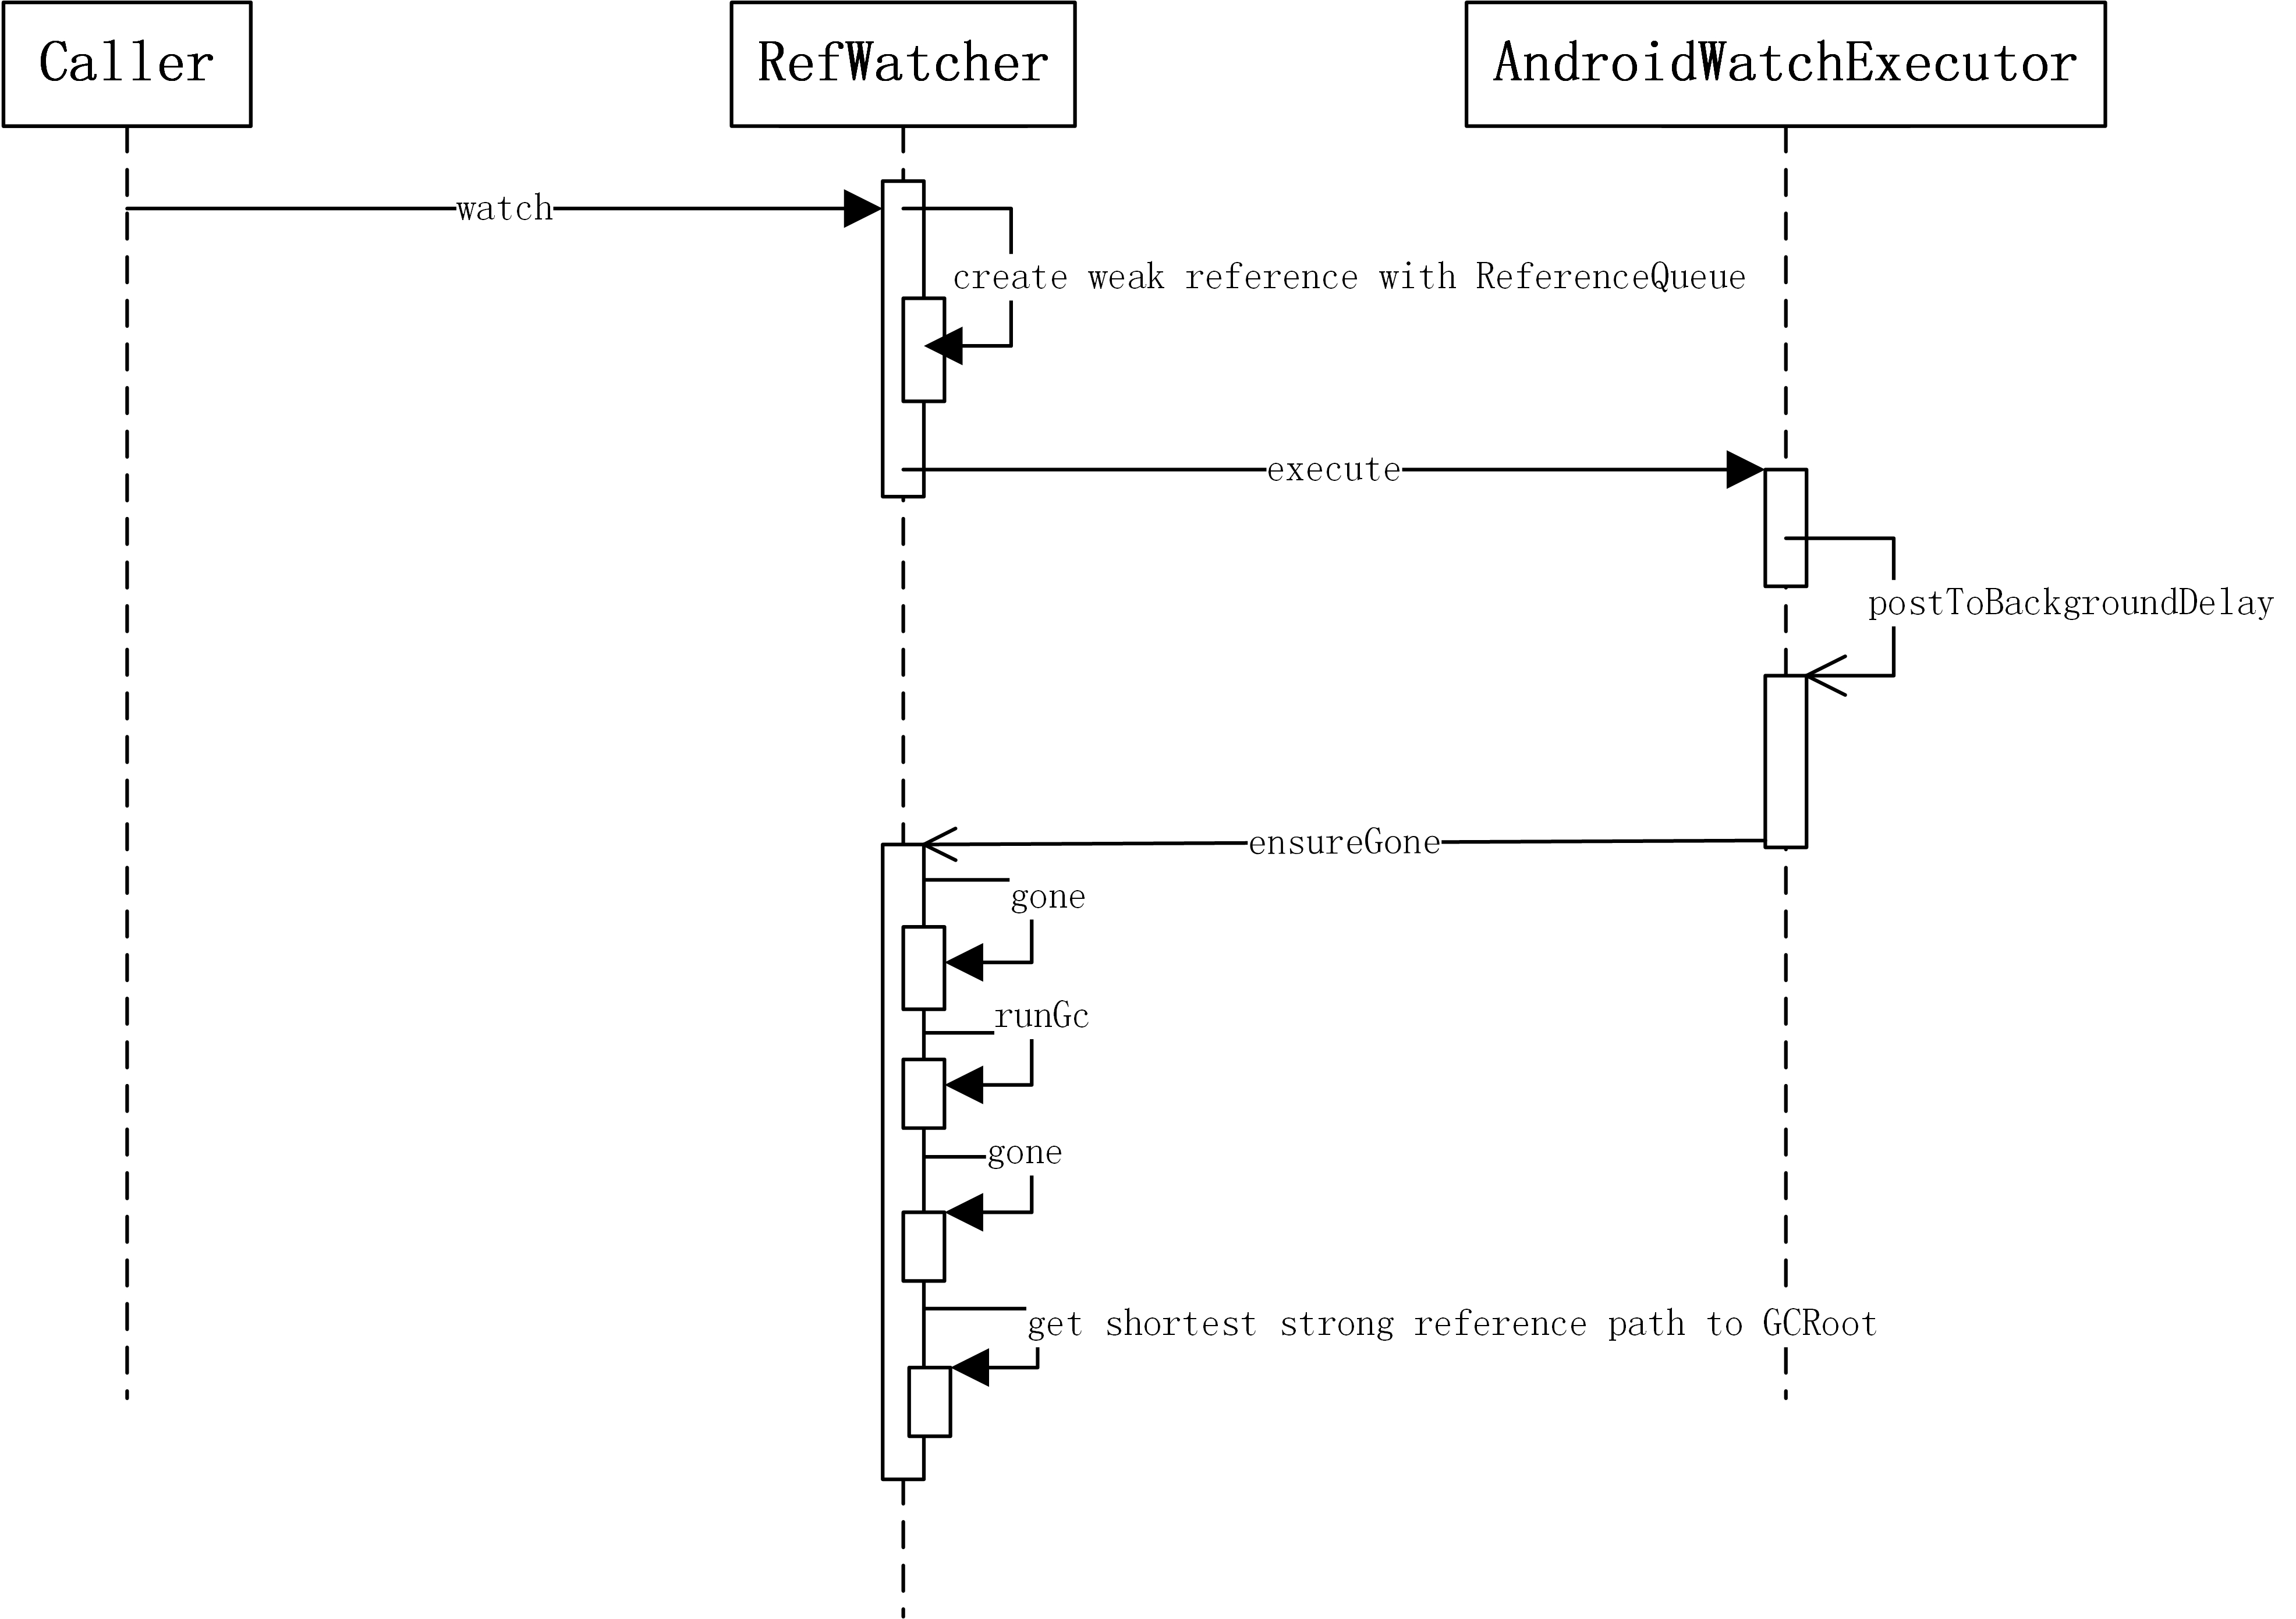 Caller
RefWatcher
AndroidWatchExecutor
watch
create weak reference with ReferenceQueue
execute
postToBackgroundDelay
ensureGone
gone
runGc
gone
get shortest strong reference path to GCRoot